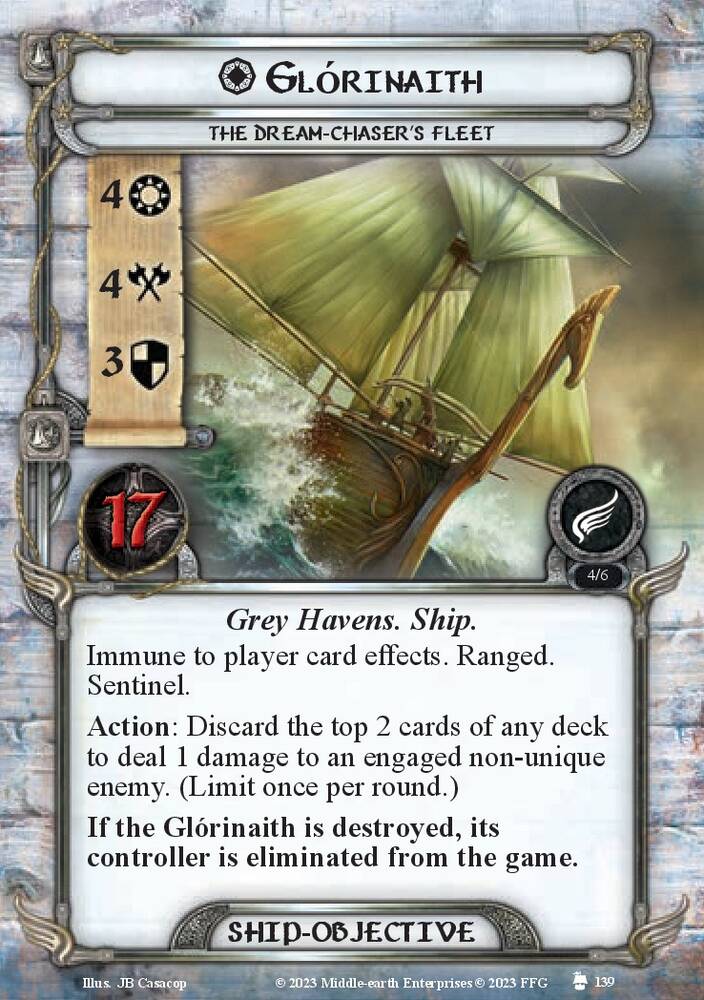 Glórinaith
The Dream-chaser's Fleet
4
4
3
17
4/6
Grey Havens. Ship.
Immune to player card effects. Ranged.
Sentinel.
Action: Discard the top 2 cards of any deck
to deal 1 damage to an engaged non-unique
enemy. (Limit once per round.)
If the Glórinaith is destroyed, its
controller is eliminated from the game.
Ship-Objective
Illus. JB Casacop © 2023 Middle-earth Enterprises © 2023 FFG 139